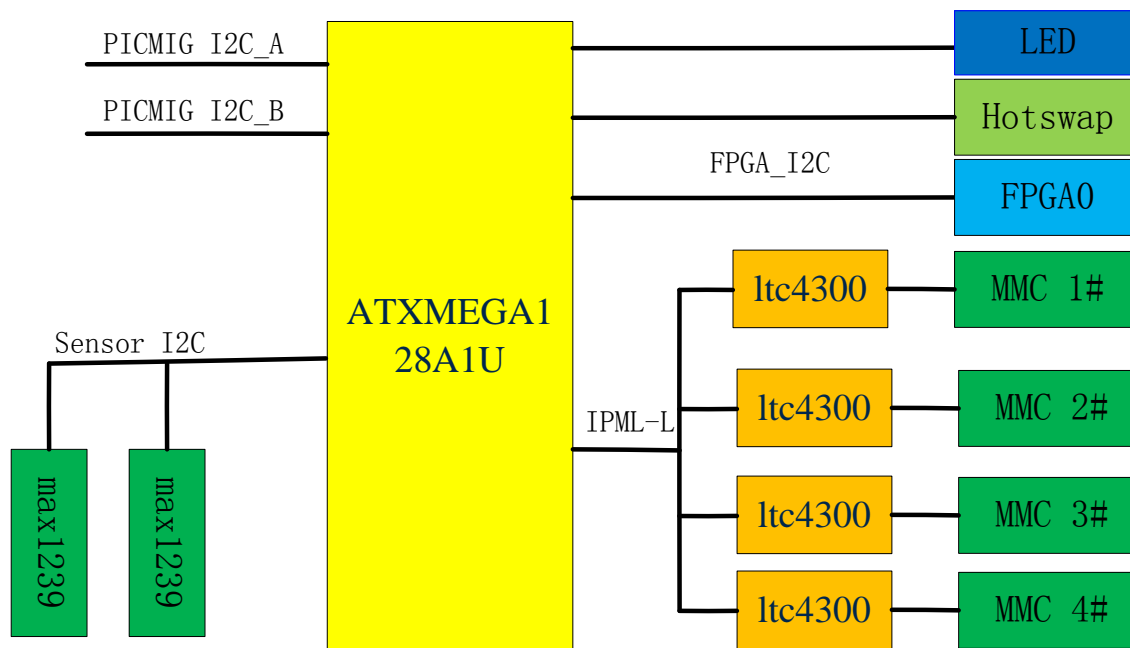 PICMIG I2C_A
PICMIG I2C_B
Sensor I2C
max1239
max1239
ATXMEGA1
28A1U
LED
Hotswap
FPGA_I2C
FPGA0
IPML-L
ltc4300
MMC 1#
ltc4300
MMC 2#
ltc4300
MMC 3#
ltc4300
MMC 4#